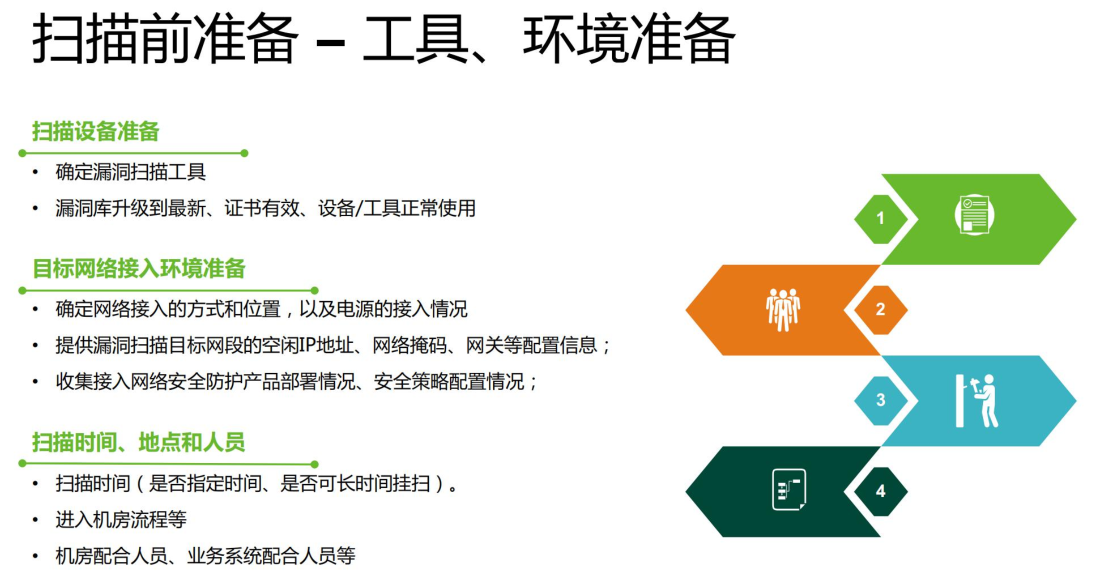 扫描前准备 – 工具、环境准备
扫描设备准备
• 确定漏洞扫描工具
• 漏洞库升级到最新、证书有效、设备/工具正常使用
目标网络接入环境准备
• 确定网络接入的方式和位置，以及电源的接入情况
• 提供漏洞扫描目标网段的空闲IP地址、网络掩码、网关等配置信息；
• 收集接入网络安全防护产品部署情况、安全策略配置情况；
扫描时间、地点和人员
• 扫描时间（是否指定时间、是否可长时间挂扫）。
• 进入机房流程等
• 机房配合人员、业务系统配合人员等
1
2
3
4